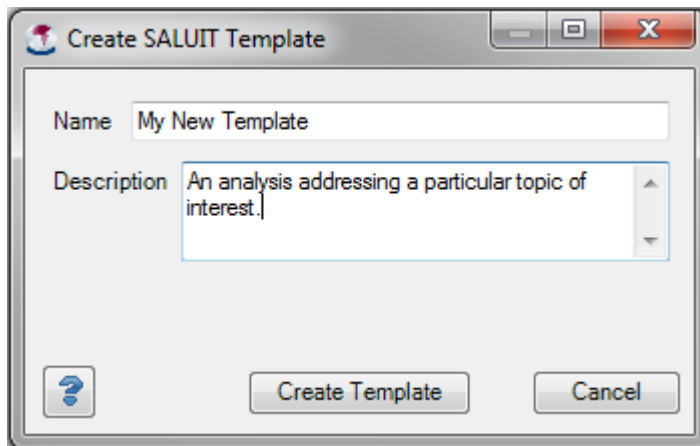 Create SALUIT Template
Name My New Template
Description An analysis addressing a particular topic of
interest.
? Create Template Cancel